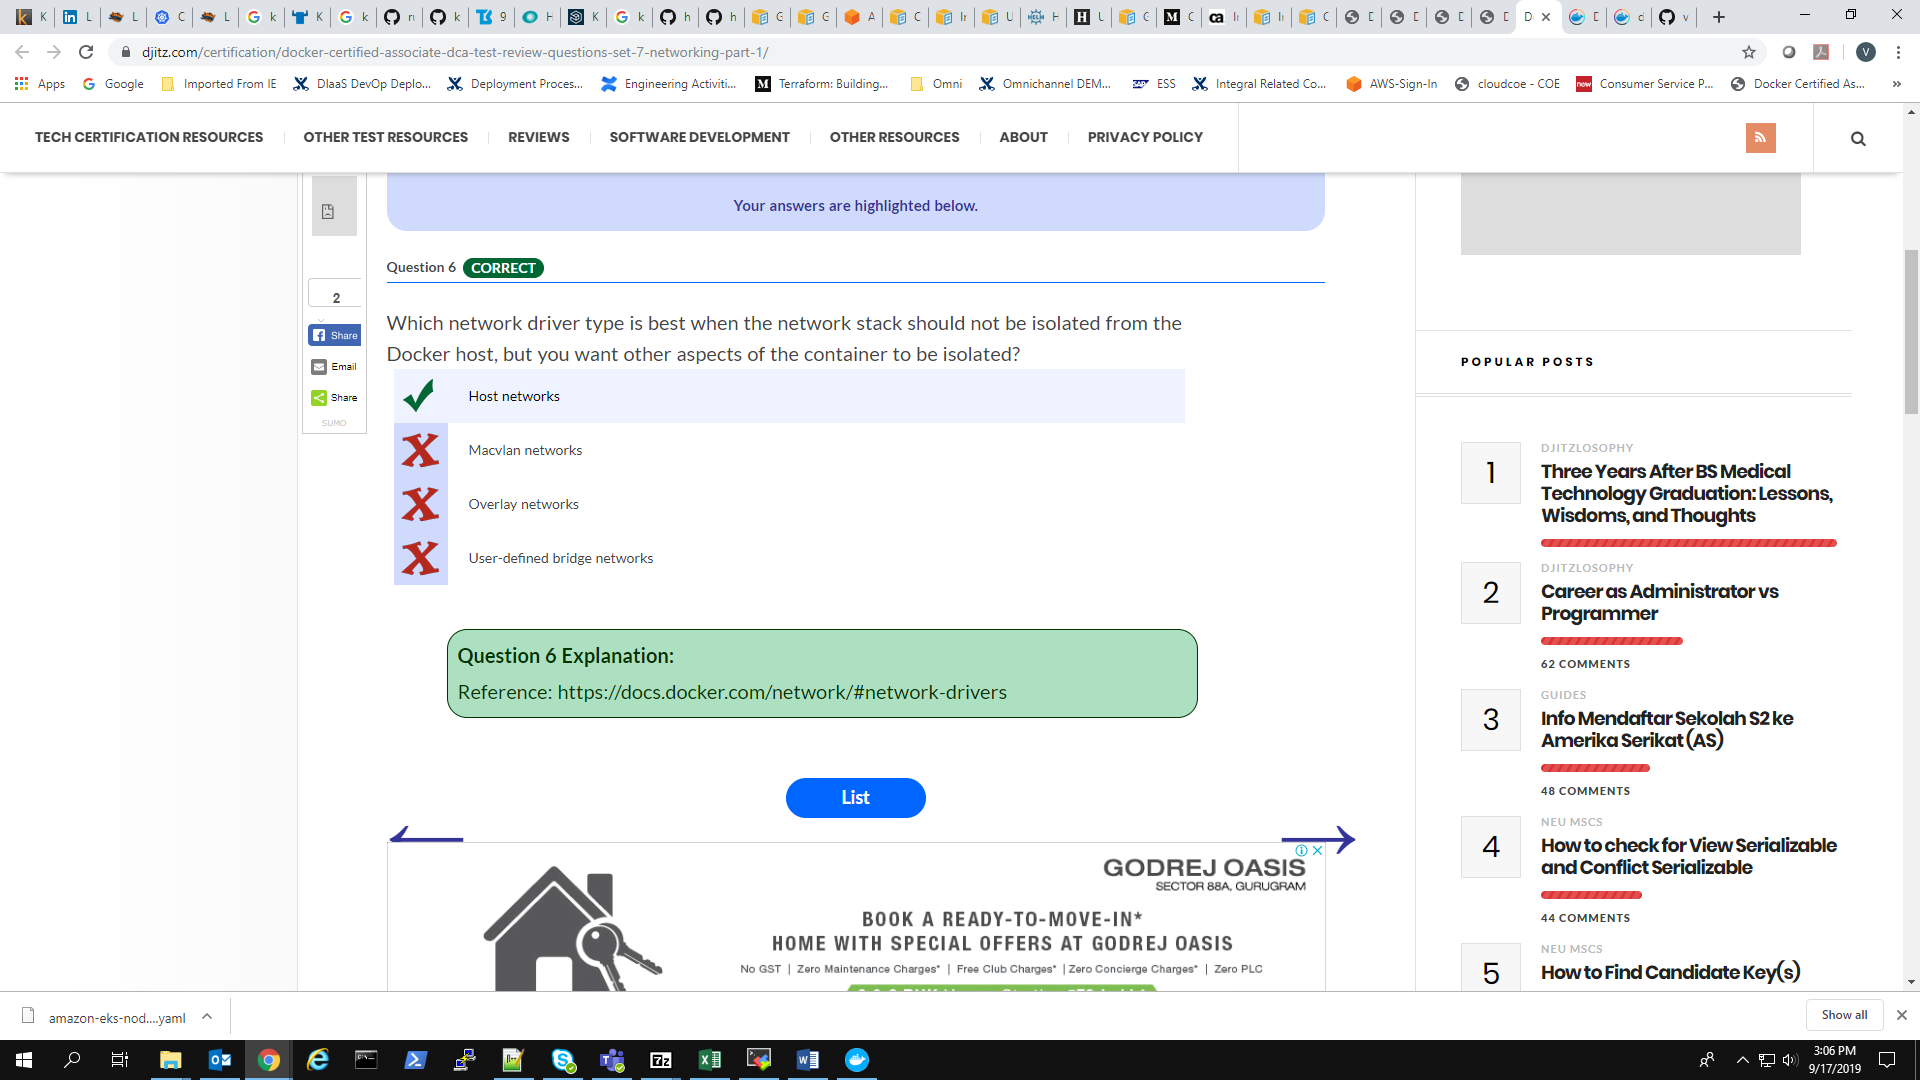 K
L
L
C
L
G
K
k
ru
k
9
H
K
k
h
h
G
G
A
C
Ir
U
H
U
G
C
Ir
Ir
C
D
D
D
D
D
D
d
v
djitz.com/certification/docker-certified-associate-dca-test-review-questions-set-7-networking-part-1/
V
Apps
Google
Imported From IE
DIaaS DevOp Deplo...
Deployment Proces...
Engineering Activiti...
Terraform: Building...
Omni
Omnichannel DEM...
ESS
Integral Related Co...
AWS-Sign-In
cloudcoe - COE
Consumer Service P...
Docker Certified As...
»
TECH CERTIFICATION RESOURCES
OTHER TEST RESOURCES
REVIEWS
SOFTWARE DEVELOPMENT
OTHER RESOURCES
ABOUT
PRIVACY POLICY
Your answers are highlighted below.
2
Share
Email
Share
SUMO
Question 6 CORRECT
Which network driver type is best when the network stack should not be isolated from the
Docker host, but you want other aspects of the container to be isolated?
Host networks
Macvlan networks
Overlay networks
User-defined bridge networks
Question 6 Explanation:
Reference: https://docs.docker.com/network/#network-drivers
List
GODREJ OASIS
SECTOR 88A, GURUGRAM
BOOK A READY-TO-MOVE-IN*
HOME WITH SPECIAL OFFERS AT GODREJ OASIS
No GST | Zero Maintenance Charges* | Free Club Charges* | Zero Concierge Charges* | Zero PLC
POPULAR POSTS
1
DJITZLOSOPHY
Three Years After BS Medical
Technology Graduation: Lessons,
Wisdoms, and Thoughts
2
DJITZLOSOPHY
Career as Administrator vs
Programmer
62 COMMENTS
3
GUIDES
Info Mendaftar Sekolah S2 ke
Amerika Serikat (AS)
48 COMMENTS
4
NEU MSCS
How to check for View Serializable
and Conflict Serializable
44 COMMENTS
5
NEU MSCS
How to Find Candidate Key(s)
amazon-eks-nod....yaml
Show all
3:06 PM
9/17/2019